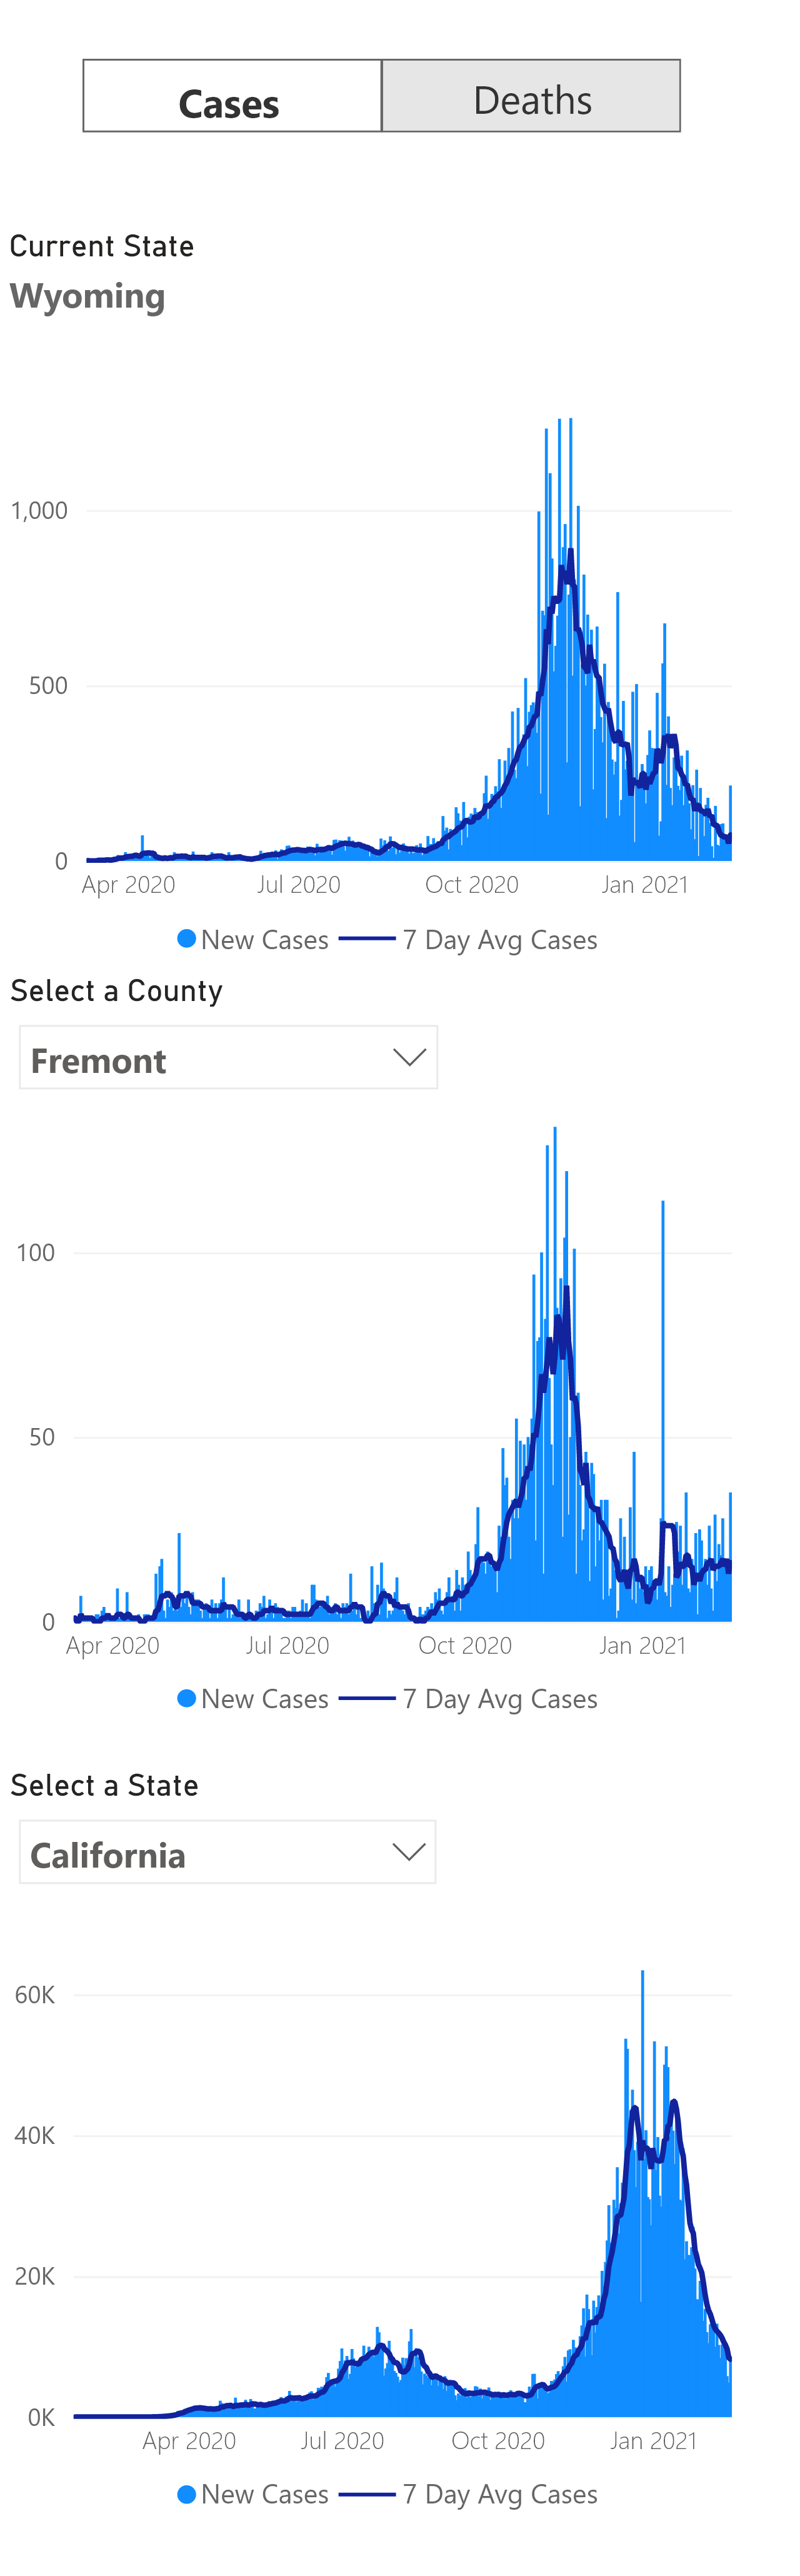 Cases Deaths
Current State
Wyoming
1,000
500
0
Apr 2020 Jul 2020 Oct 2020 Jan 2021
New Cases 7 Day Avg Cases
Select a County
Fremont
100
50
0
Apr 2020 Jul 2020 Oct 2020 Jan 2021
New Cases 7 Day Avg Cases
Select a State
California
60K
40K
20K
0K
Apr 2020 Jul 2020 Oct 2020 Jan 2021
New Cases 7 Day Avg Cases